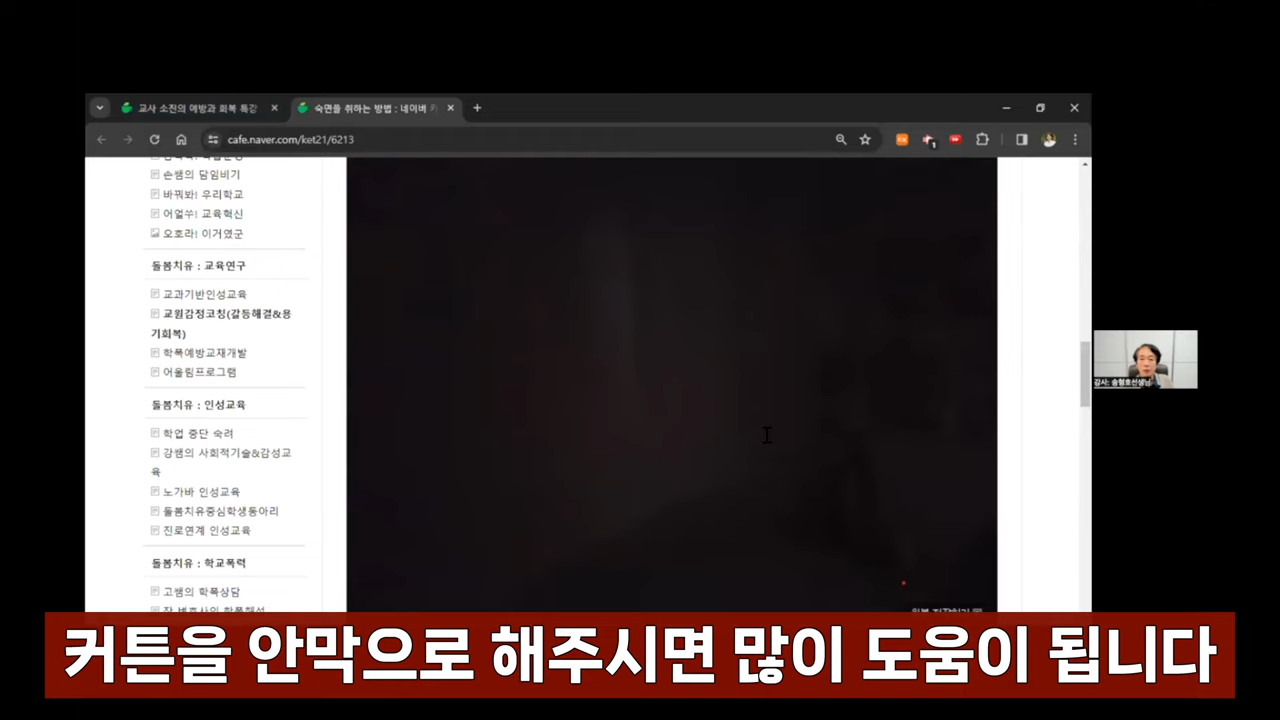 교사 소진의 예방과 회복 특강
숙면을 취하는 방법 : 네이버 카
cafe.naver.com/ket21/6213
손쌤의 담임비기
바꿔봐! 우리학교
어얼쑤! 교육혁신
오호라! 이거였군
돌봄치유 : 교육연구
교과기반인성교육
교원감정코칭(갈등해결&용
기회복)
학폭예방교재개발
어울림프로그램
돌봄치유 : 인성교육
학업 중단 숙려
강쌤의 사회적기술&감성교
육
노가바 인성교육
돌봄치유중심학생동아리
진로연계 인성교육
돌봄치유 : 학교폭력
고쌤의 학폭상담
강사: 송형호선생님
커튼을 안막으로 해주시면 많이 도움이 됩니다